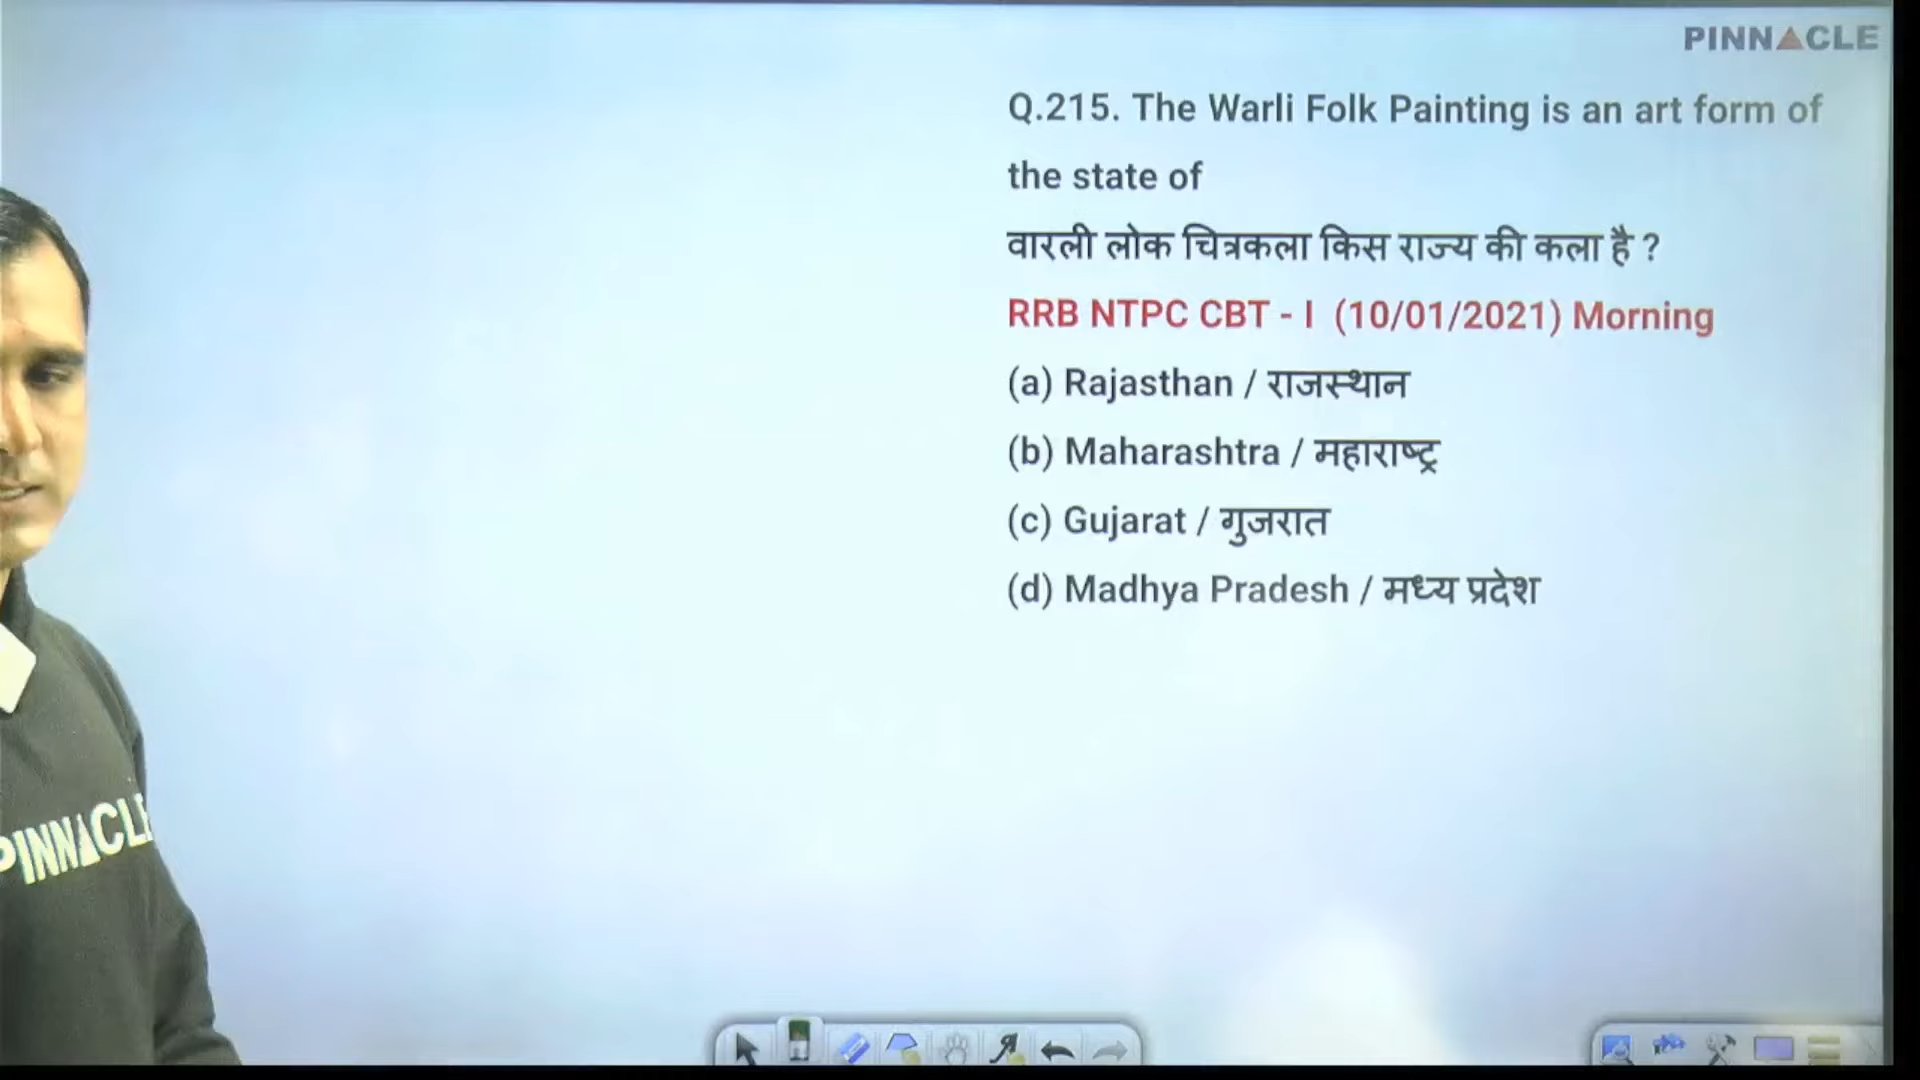 PINNACLE
Q.215. The Warli Folk Painting is an art form of
the state of
वारली लोक चित्रकला किस राज्य की कला है ?
RRB NTPC CBT - I (10/01/2021) Morning
(a) Rajasthan / राजस्थान
(b) Maharashtra / महाराष्ट्र
(c) Gujarat / गुजरात
(d) Madhya Pradesh / मध्य प्रदेश
PINNACLE